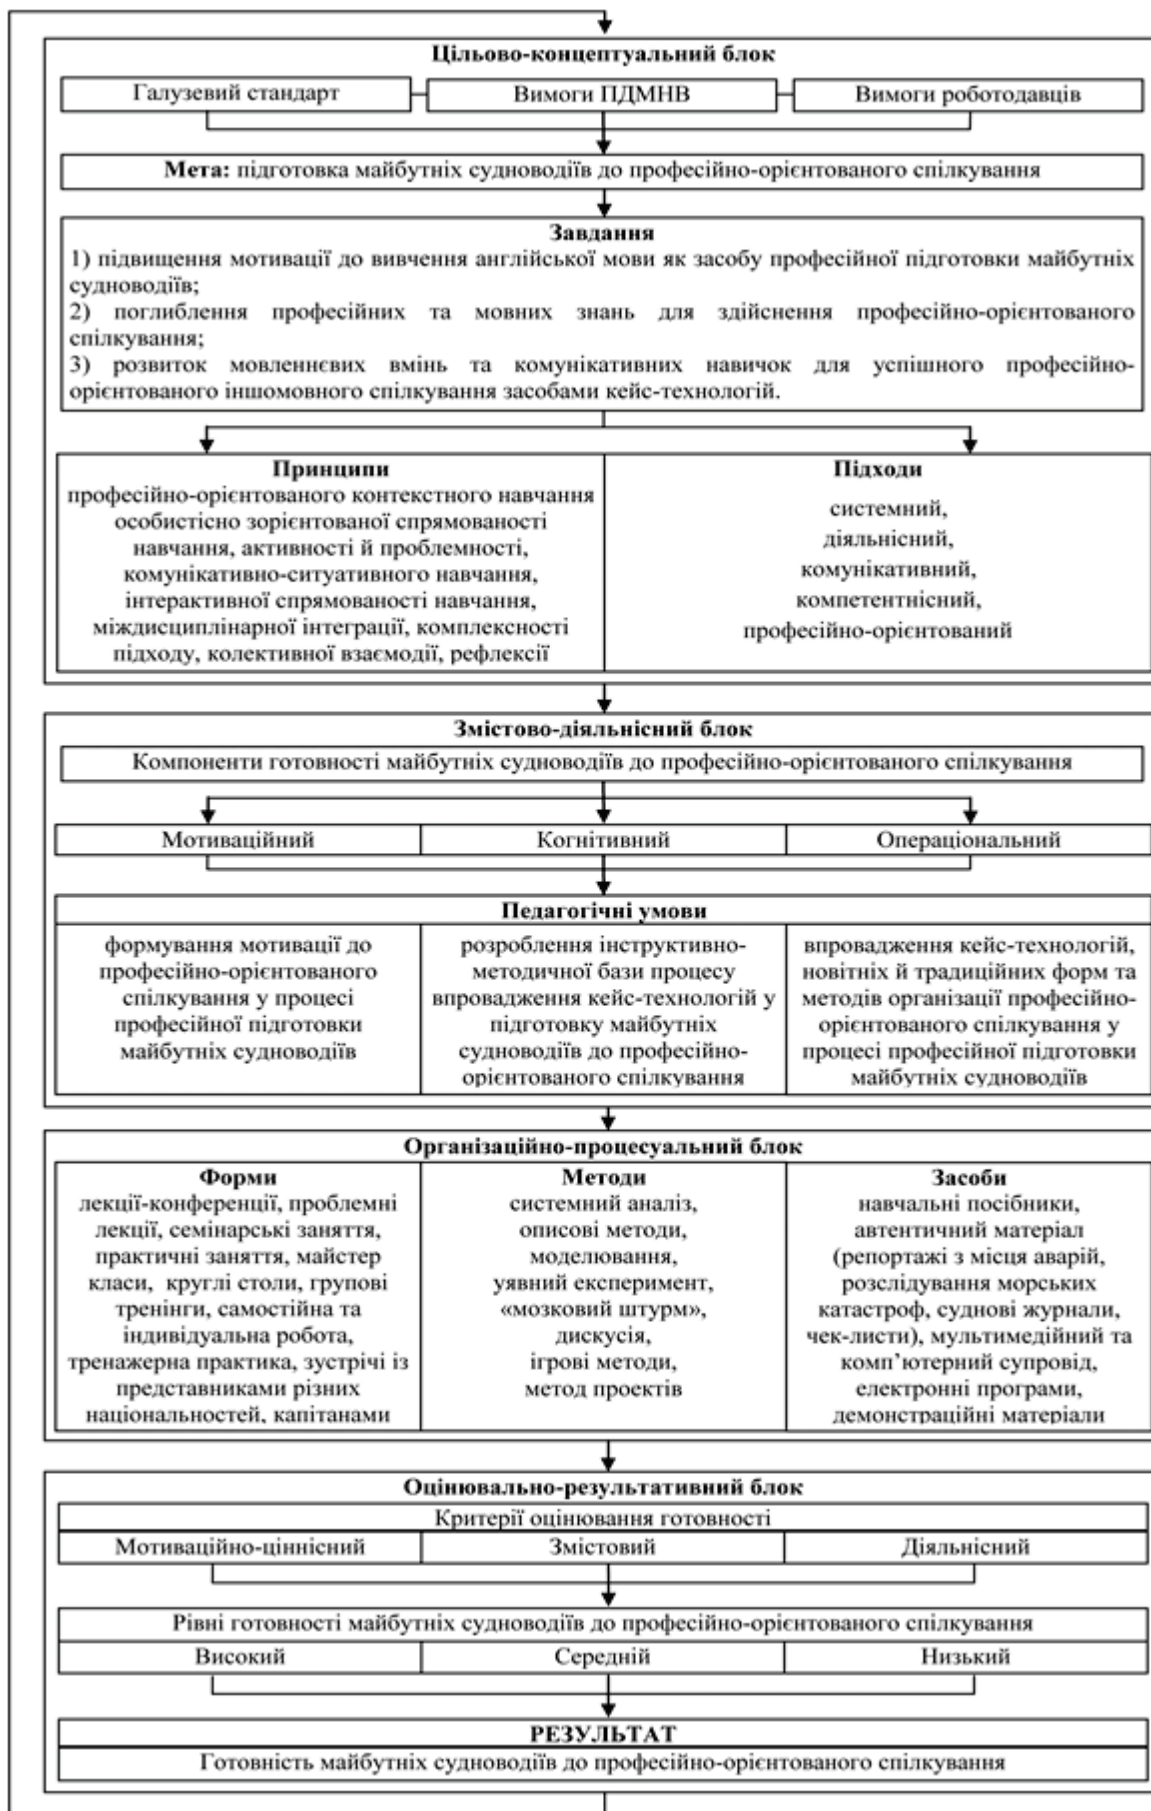 Цільово-концептуальний блок
Галузевий стандарт
Вимоги ПДМНВ
Вимоги роботодавців
Мета: підготовка майбутніх судноводіїв до професійно-орієнтованого спілкування
Завдання
1) підвищення мотивації до вивчення англійської мови як засобу професійної підготовки майбутніх
судноводіїв;
2) поглиблення професійних та мовних знань для здійснення професійно-орієнтованого
спілкування;
3) розвиток мовленнєвих вмінь та комунікативних навичок для успішного професійно-
орієнтованого іншомовного спілкування засобами кейс-технологій.
Принципи
професійно-орієнтованого контекстного навчання
особистісно зорієнтованої спрямованості
навчання, активності й проблемності,
комунікативно-ситуативного навчання,
інтерактивної спрямованості навчання,
міждисциплінарної інтеграції, комплексності
підходу, колективної взаємодії, рефлексії
Підходи
системний,
діяльнісний,
комунікативний,
компетентнісний,
професійно-орієнтований
Змістово-діяльнісний блок
Компоненти готовності майбутніх судноводіїв до професійно-орієнтованого спілкування
Мотиваційний
Когнітивний
Операціональний
Педагогічні умови
формування мотивації до
професійно-орієнтованого
спілкування у процесі
професійної підготовки
майбутніх судноводіїв
розроблення інструктивно-
методичної бази процесу
впровадження кейс-технологій у
підготовку майбутніх
судноводіїв до професійно-
орієнтованого спілкування
впровадження кейс-технологій,
новітніх й традиційних форм та
методів організації професійно-
орієнтованого спілкування у
процесі професійної підготовки
майбутніх судноводіїв
Організаційно-процесуальний блок
Форми
лекції-конференції, проблемні
лекції, семінарські заняття,
практичні заняття, майстер
класи, круглі столи, групові
тренінги, самостійна та
індивідуальна робота,
тренажерна практика, зустрічі із
представниками різних
національностей, капітанами
Методи
системний аналіз,
описові методи,
моделювання,
уявний експеримент,
«мозковий штурм»,
дискусія,
ігрові методи,
метод проектів
Засоби
навчальні посібники,
автентичний матеріал
(репортажі з місця аварій,
розслідування морських
катастроф, суднові журнали,
чек-листи), мультимедійний та
комп’ютерний супровід,
електронні програми,
демонстраційні матеріали
Оцінювально-результативний блок
Критерії оцінювання готовності
Мотиваційно-ціннісний
Змістовий
Діяльнісний
Рівні готовності майбутніх судноводіїв до професійно-орієнтованого спілкування
Високий
Середній
Низький
РЕЗУЛЬТАТ
Готовність майбутніх судноводіїв до професійно-орієнтованого спілкування